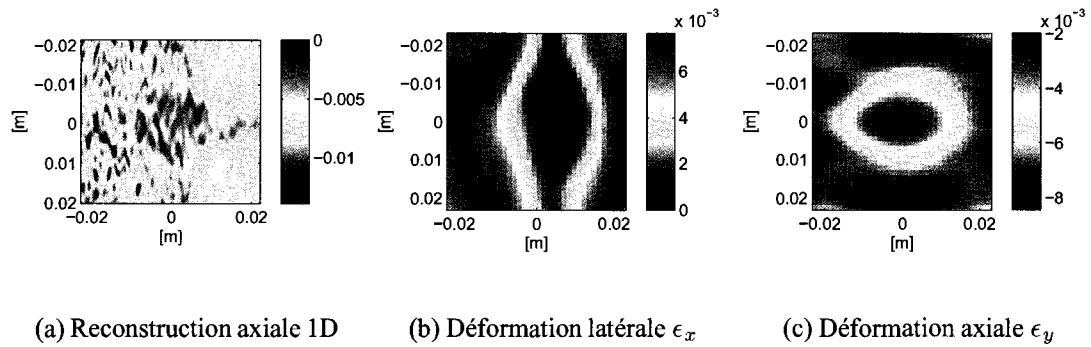 −0.02
−0.01
0
0.01
0.02
[m]
−0.02 0 0.02
[m]
0
−0.005
−0.01
−0.02
−0.01
0
0.01
0.02
[m]
−0.02 0 0.02
[m]
x 10⁻³
6
4
2
0
−0.02
−0.01
0
0.01
0.02
[m]
−0.02 0 0.02
[m]
x 10⁻³
−2
−4
−6
−8
(a) Reconstruction axiale 1D
(b) Déformation latérale ϵₓ
(c) Déformation axiale ϵ_y